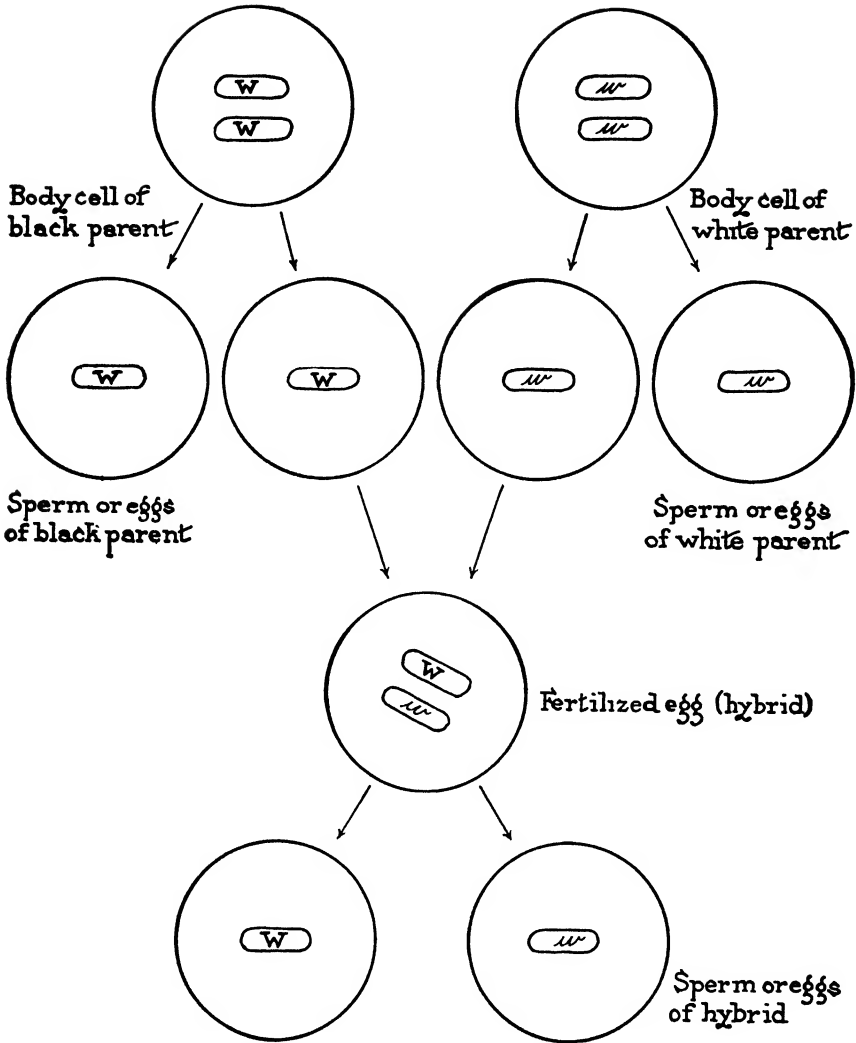 W
W
w
w
Body cell of
black parent
Body cell of
white parent
W
W
w
w
Sperm or eggs
of black parent
Sperm or eggs
of white parent
W
w
Fertilized egg (hybrid)
W
w
Sperm or eggs
of hybrid